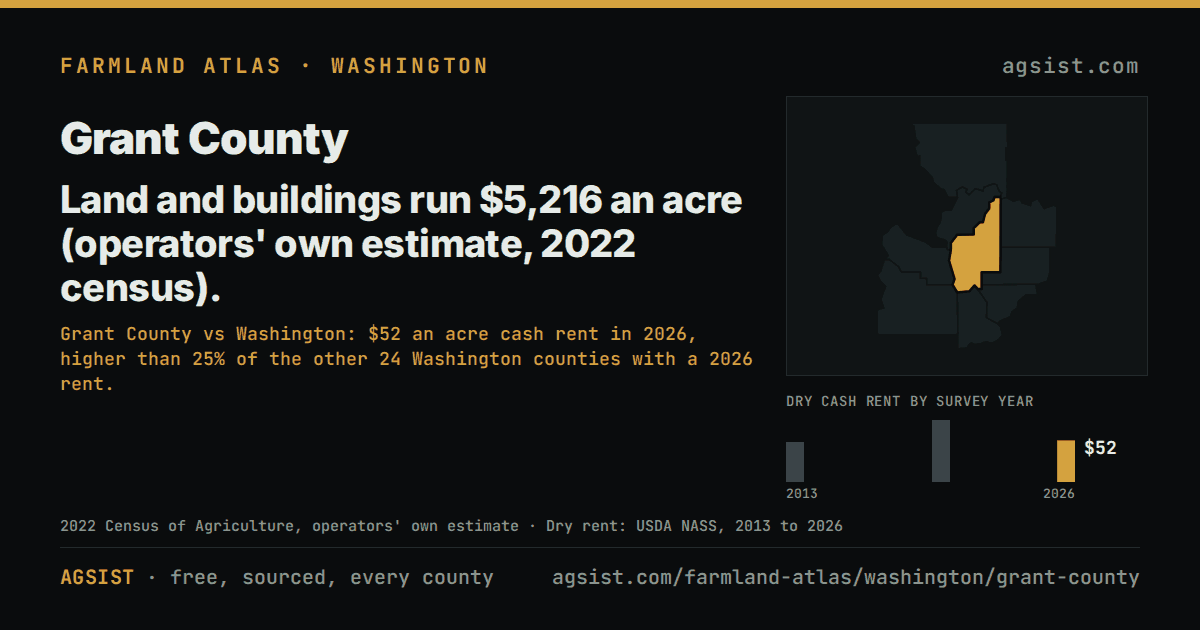 FARMLAND ATLAS · WASHINGTON
agsist.com
Grant County
Land and buildings run $5,216 an acre
(operators' own estimate, 2022
census).
Grant County vs Washington: $52 an acre cash rent in 2026,
higher than 25% of the other 24 Washington counties with a 2026
rent.
DRY CASH RENT BY SURVEY YEAR
$52
2013
2026
2022 Census of Agriculture, operators' own estimate · Dry rent: USDA NASS, 2013 to 2026
AGSIST · free, sourced, every county
agsist.com/farmland-atlas/washington/grant-county